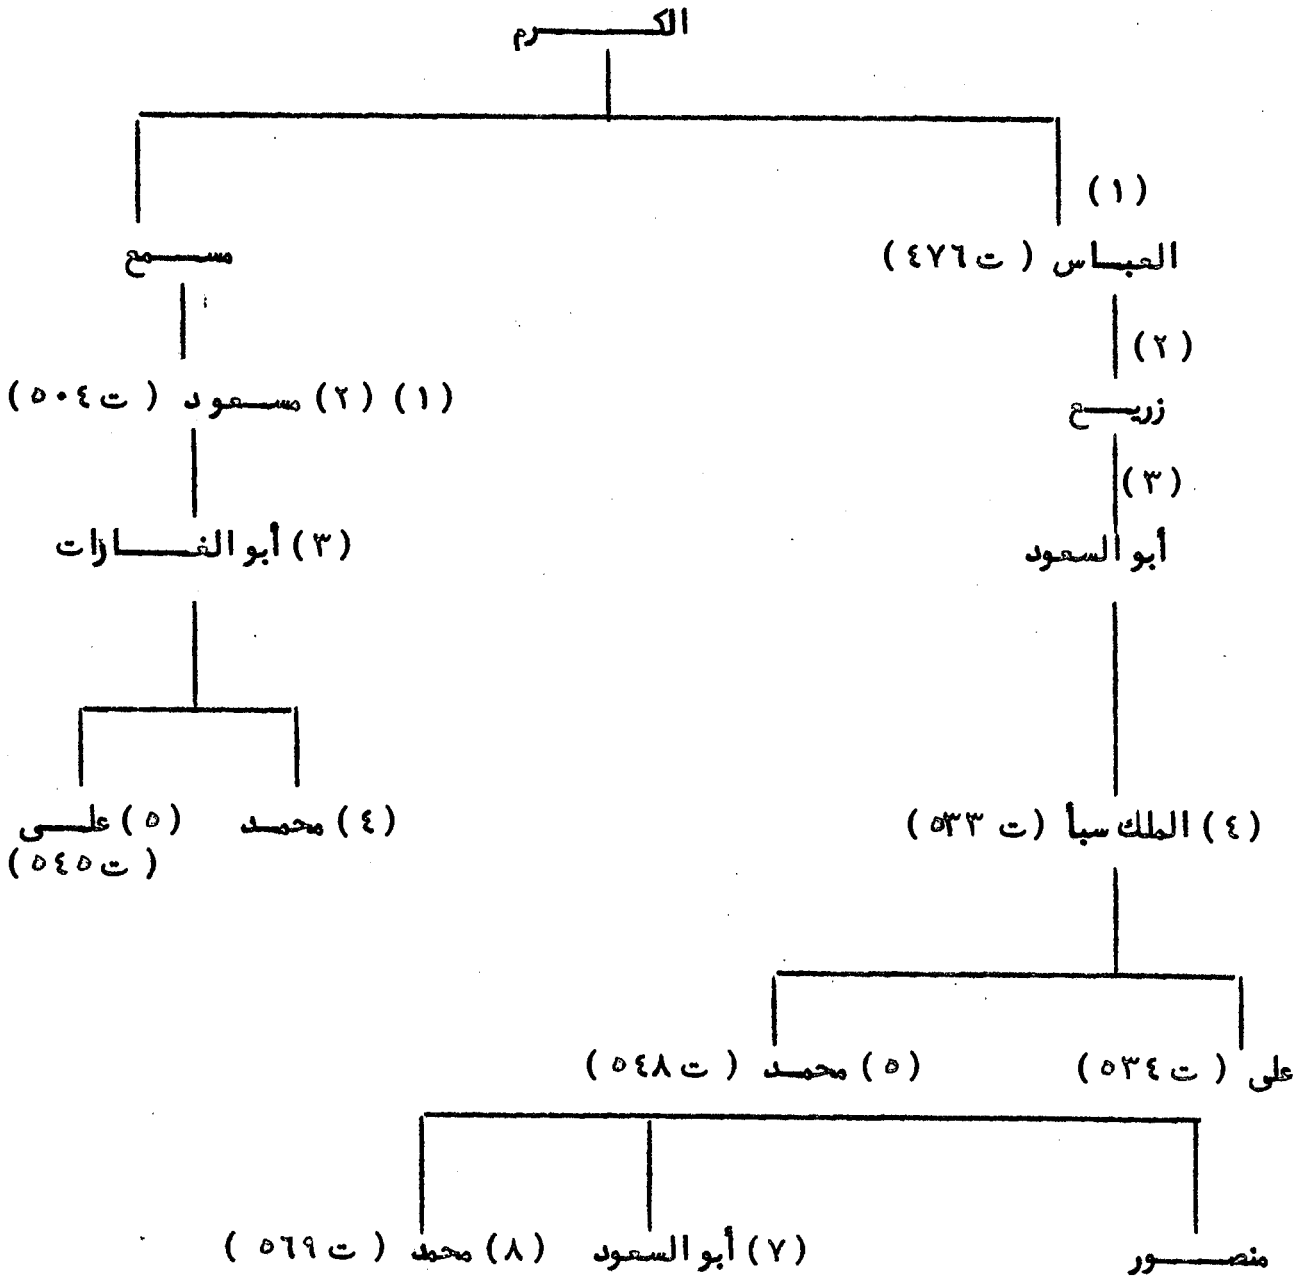 الكرم
(١)
العباس (ت ٤٧٦) مسمع
(٢)
زريع (١) (٢) مسعود (ت ٥٠٤)
(٣)
أبو السعود (٣) أبو الغارات
(٤) الملك سبأ (ت ٥٣٣) (٤) محمد (٥) على
(ت ٥٤٥)
على (ت ٥٣٤) (٥) محمد (ت ٥٤٨)
منصور (٧) أبو السعود (٨) محمد (ت ٥٦٩)